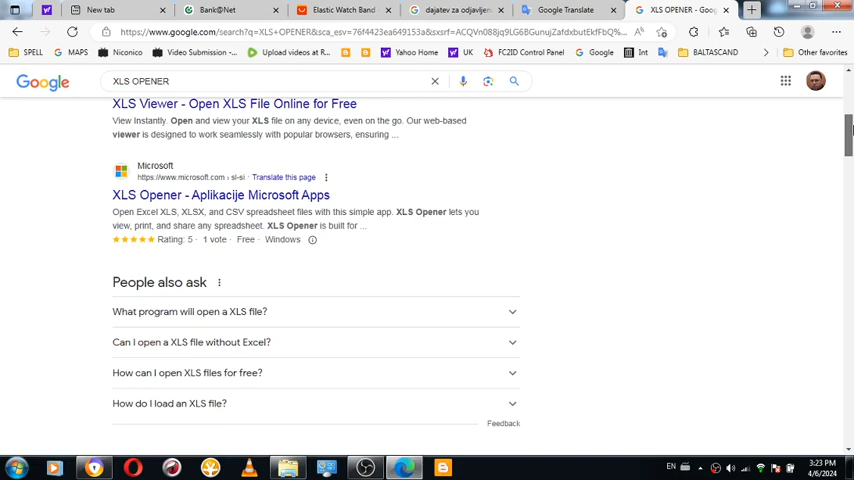 New tab
Bank@Net
Elastic Watch Band
dajatev za odjavljen
Google Translate
XLS OPENER - Goog
https://www.google.com/search?q=XLS+OPENER&sca_esv=76f4423ea649153a&sxsrf=ACQVn088jq9LG6BGunujZafdxbutEkfFbQ%...
SPELL
MAPS
Niconico
Video Submission -...
Upload videos at R...
Yahoo Home
UK
FC2ID Control Panel
Google
Int
BALTASCAND
Other favorites
Google
XLS OPENER
XLS Viewer - Open XLS File Online for Free
View Instantly. Open and view your XLS file on any device, even on the go. Our web-based
viewer is designed to work seamlessly with popular browsers, ensuring ...
Microsoft
https://www.microsoft.com › sl-si · Translate this page
XLS Opener - Aplikacije Microsoft Apps
Open Excel XLS, XLSX, and CSV spreadsheet files with this simple app. XLS Opener lets you
view, print, and share any spreadsheet. XLS Opener is built for ...
Rating: 5 · 1 vote · Free · Windows
People also ask
What program will open a XLS file?
Can I open a XLS file without Excel?
How can I open XLS files for free?
How do I load an XLS file?
Feedback
EN
3:23 PM
4/6/2024